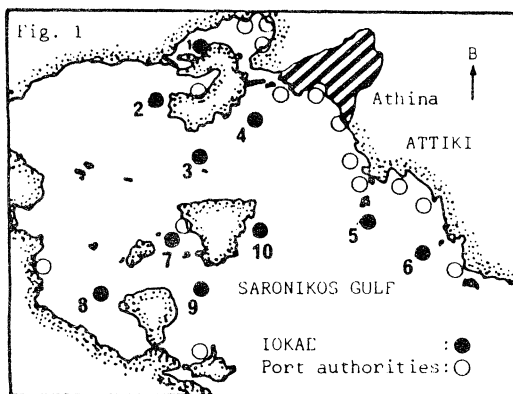 Fig. 1
B
Athina
ATTIKI
1
2
4
3
5
10
7
6
8
9
SARONIKOS GULF
IOKAE :
Port authorities: